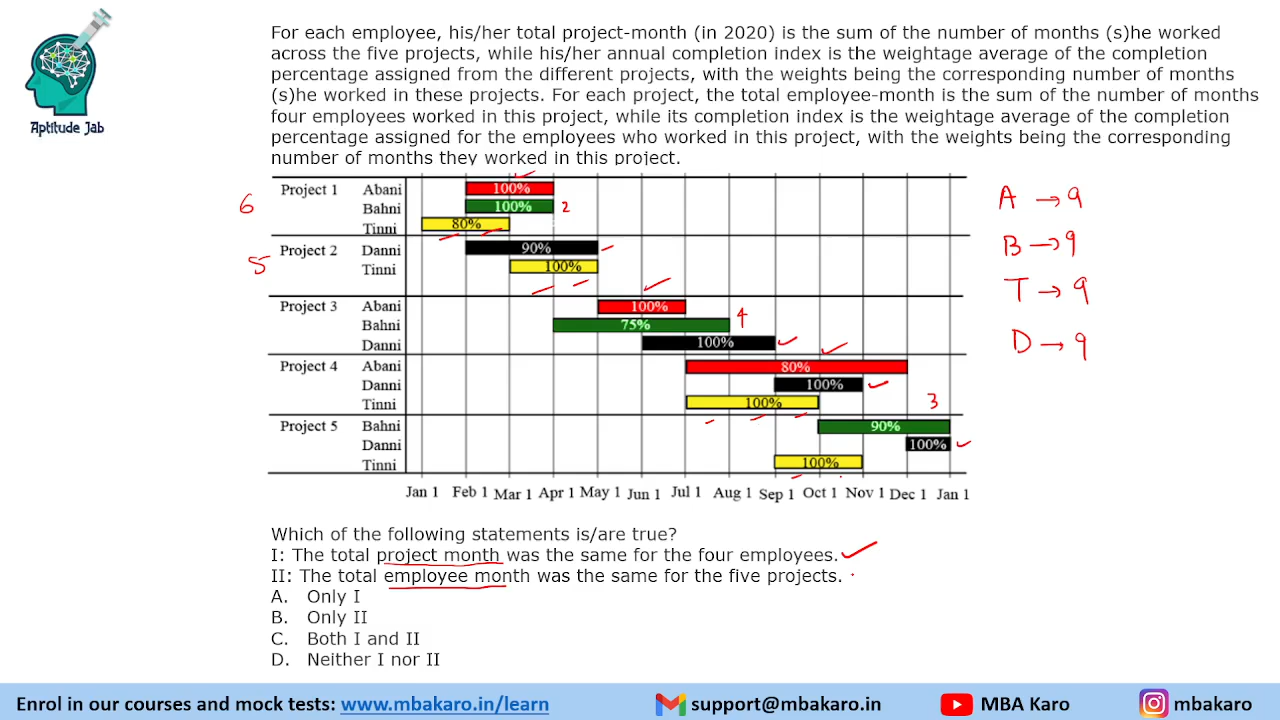 For each employee, his/her total project-month (in 2020) is the sum of the number of months (s)he worked
across the five projects, while his/her annual completion index is the weightage average of the completion
percentage assigned from the different projects, with the weights being the corresponding number of months
(s)he worked in these projects. For each project, the total employee-month is the sum of the number of months
four employees worked in this project, while its completion index is the weightage average of the completion
percentage assigned for the employees who worked in this project, with the weights being the corresponding
number of months they worked in this project.
Aptitude Jab
Project 1 Abani 100%
6 Bahni 100% 2
Tinni 80%
Project 2 Danni 90%
5 Tinni 100%
Project 3 Abani 100%
Bahni 75% 4
Danni 100%
Project 4 Abani 80%
Danni 100%
Tinni 100% 3
Project 5 Bahni 90%
Danni 100%
Tinni 100%
Jan 1 Feb 1 Mar 1 Apr 1 May 1 Jun 1 Jul 1 Aug 1 Sep 1 Oct 1 Nov 1 Dec 1 Jan 1
A → 9
B → 9
T → 9
D → 9
Which of the following statements is/are true?
I: The total project month was the same for the four employees.
II: The total employee month was the same for the five projects.
A. Only I
B. Only II
C. Both I and II
D. Neither I nor II
Enrol in our courses and mock tests: www.mbakaro.in/learn support@mbakaro.in MBA Karo mbakaro